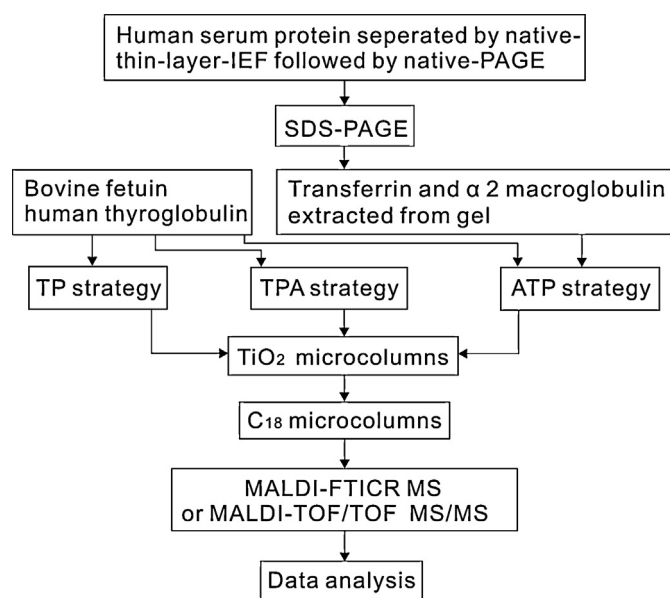 Human serum protein seperated by native-
thin-layer-IEF followed by native-PAGE
SDS-PAGE
Bovine fetuin
human thyroglobulin
Transferrin and α 2 macroglobulin
extracted from gel
TP strategy
TPA strategy
ATP strategy
TiO₂ microcolumns
C₁₈ microcolumns
MALDI-FTICR MS
or MALDI-TOF/TOF MS/MS
Data analysis